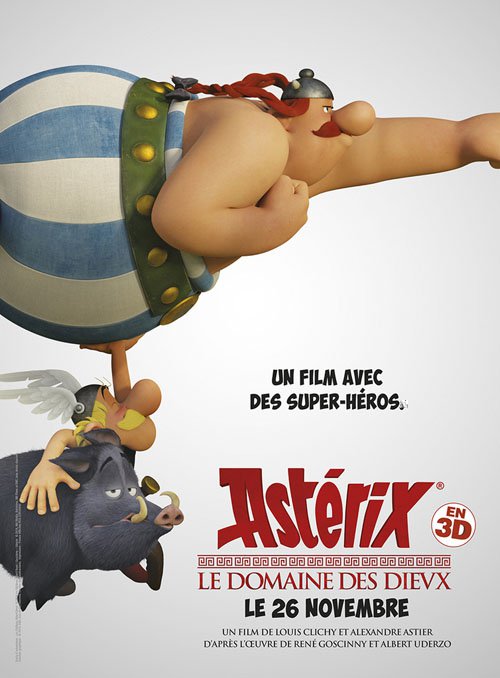 UN FILM AVEC
DES SUPER-HÉROS.
Astérix®
EN
3D
LE DOMAINE DES DIEVX
LE 26 NOVEMBRE
UN FILM DE LOUIS CLICHY ET ALEXANDRE ASTIER
D'APRÈS L'ŒUVRE DE RENÉ GOSCINNY ET ALBERT UDERZO